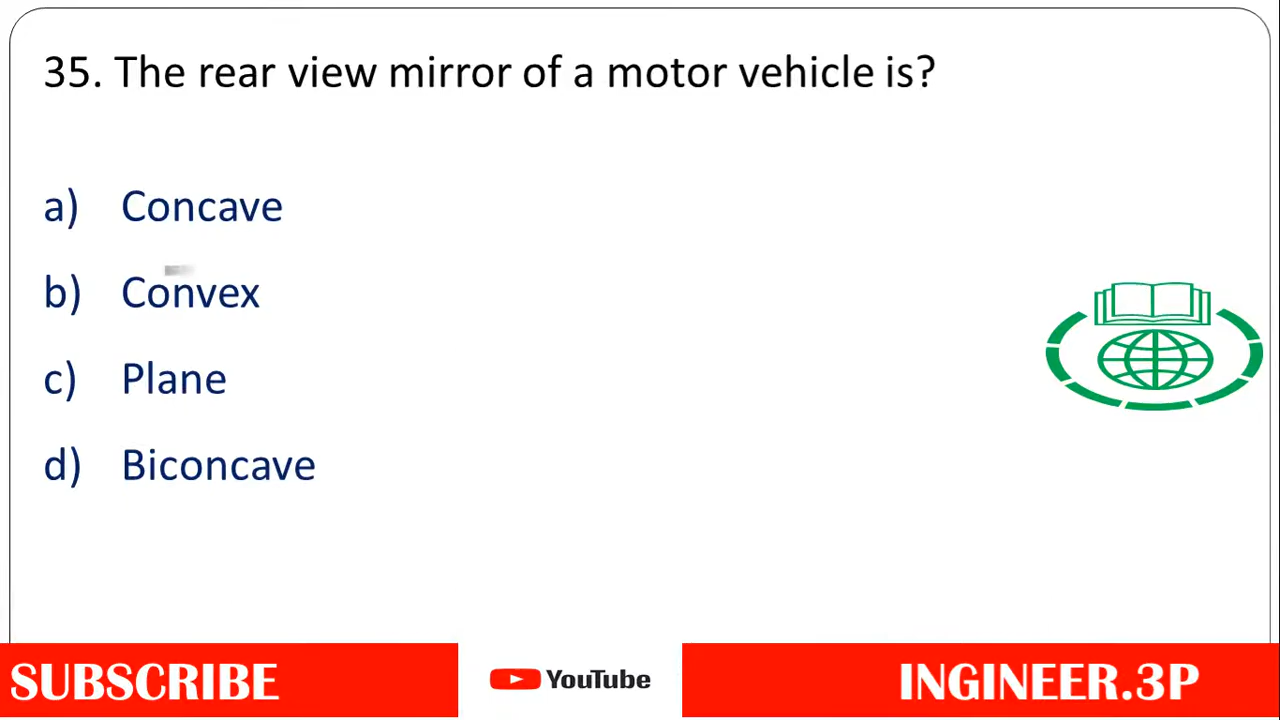 35. The rear view mirror of a motor vehicle is?
a) Concave
b) Convex
c) Plane
d) Biconcave
SUBSCRIBE YouTube INGINEER.3P